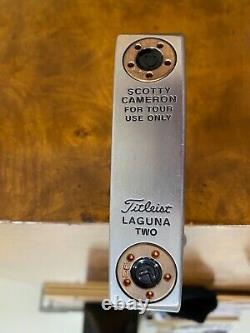 SCOTTY
CAMERON
FOR TOUR
USE ONLY
Titleist
LAGUNA
TWO